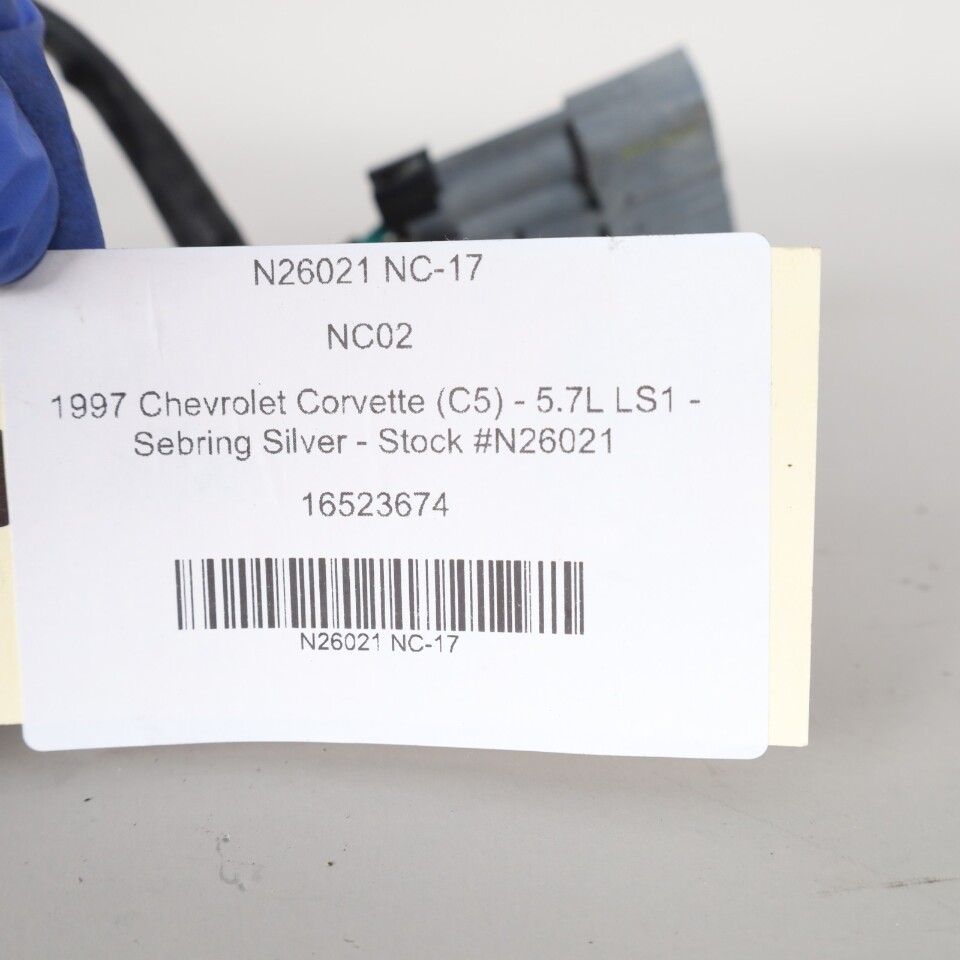 N26021 NC-17
NC02
1997 Chevrolet Corvette (C5) - 5.7L LS1 -
Sebring Silver - Stock #N26021
16523674
N26021 NC-17